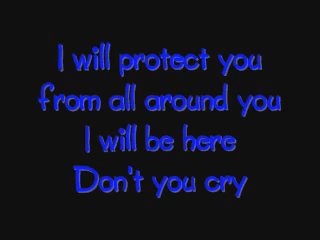 I will protect you
from all around you
I will be here
Don't you cry